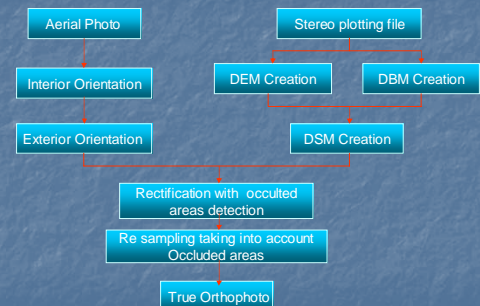 Aerial Photo
Stereo plotting file
Interior Orientation
DEM Creation
DBM Creation
Exterior Orientation
DSM Creation
Rectification with occulted
areas detection
Re sampling taking into account
Occluded areas
True Orthophoto